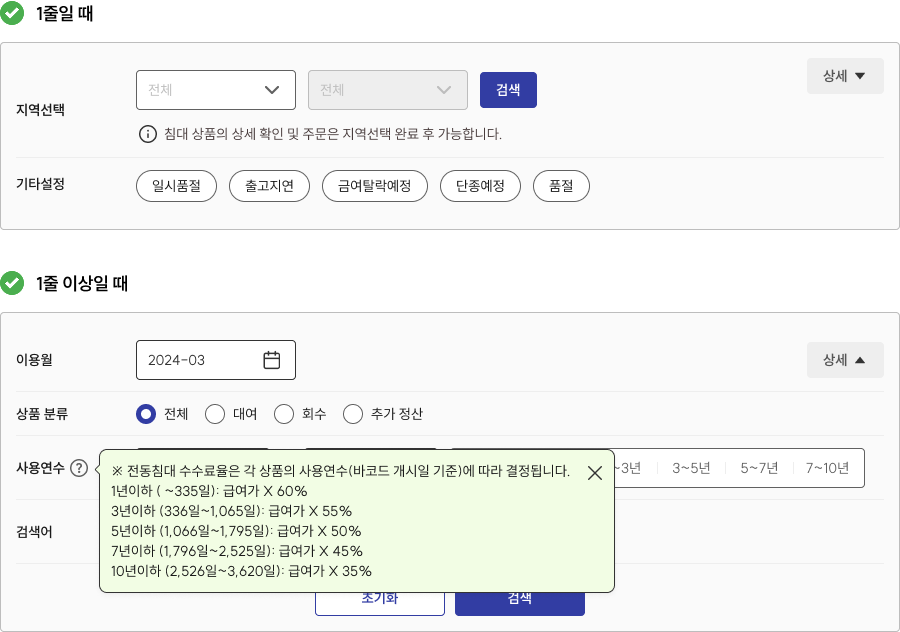 1줄일 때
상세 ▼
지역선택
전체
전체
검색
침대 상품의 상세 확인 및 주문은 지역선택 완료 후 가능합니다.
기타설정
일시품절
출고지연
급여탈락예정
단종예정
품절
1줄 이상일 때
이용월
2024-03
상세 ▲
상품 분류
전체
대여
회수
추가 정산
사용연수 ?
~3년
3~5년
5~7년
7~10년
※ 전동침대 수수료율은 각 상품의 사용연수(바코드 개시일 기준)에 따라 결정됩니다.
1년이하 ( ~335일): 급여가 X 60%
3년이하 (336일~1,065일): 급여가 X 55%
5년이하 (1,066일~1,795일): 급여가 X 50%
7년이하 (1,796일~2,525일): 급여가 X 45%
10년이하 (2,526일~3,620일): 급여가 X 35%
검색어
초기화
검색